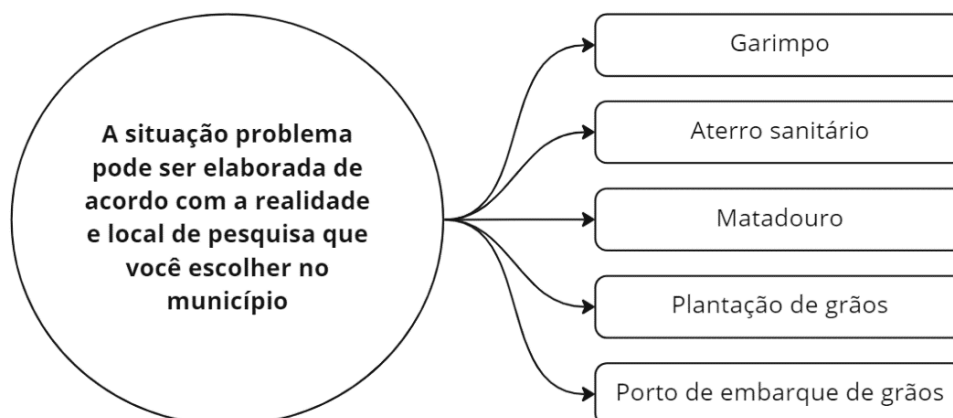 A situação problema
pode ser elaborada de
acordo com a realidade
e local de pesquisa que
você escolher no
município
Garimpo
Aterro sanitário
Matadouro
Plantação de grãos
Porto de embarque de grãos